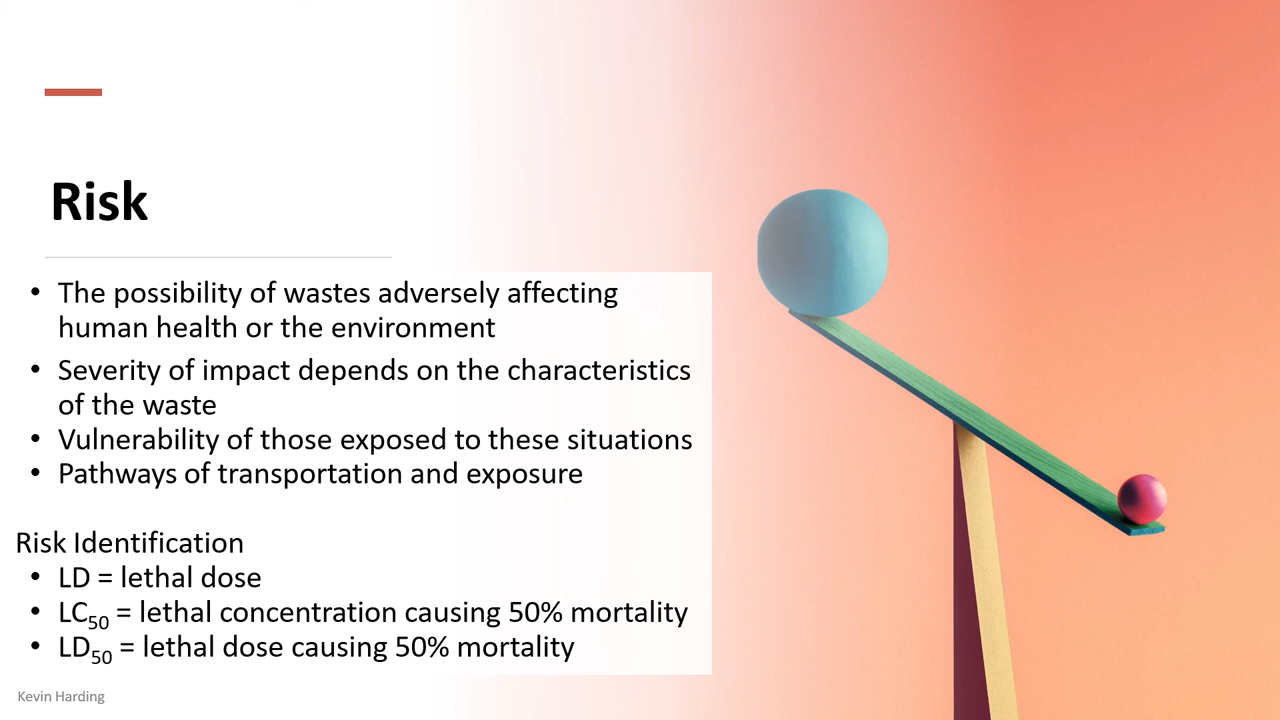 Risk
• The possibility of wastes adversely affecting
human health or the environment
• Severity of impact depends on the characteristics
of the waste
• Vulnerability of those exposed to these situations
• Pathways of transportation and exposure
Risk Identification
• LD = lethal dose
• LC₅₀ = lethal concentration causing 50% mortality
• LD₅₀ = lethal dose causing 50% mortality
Kevin Harding